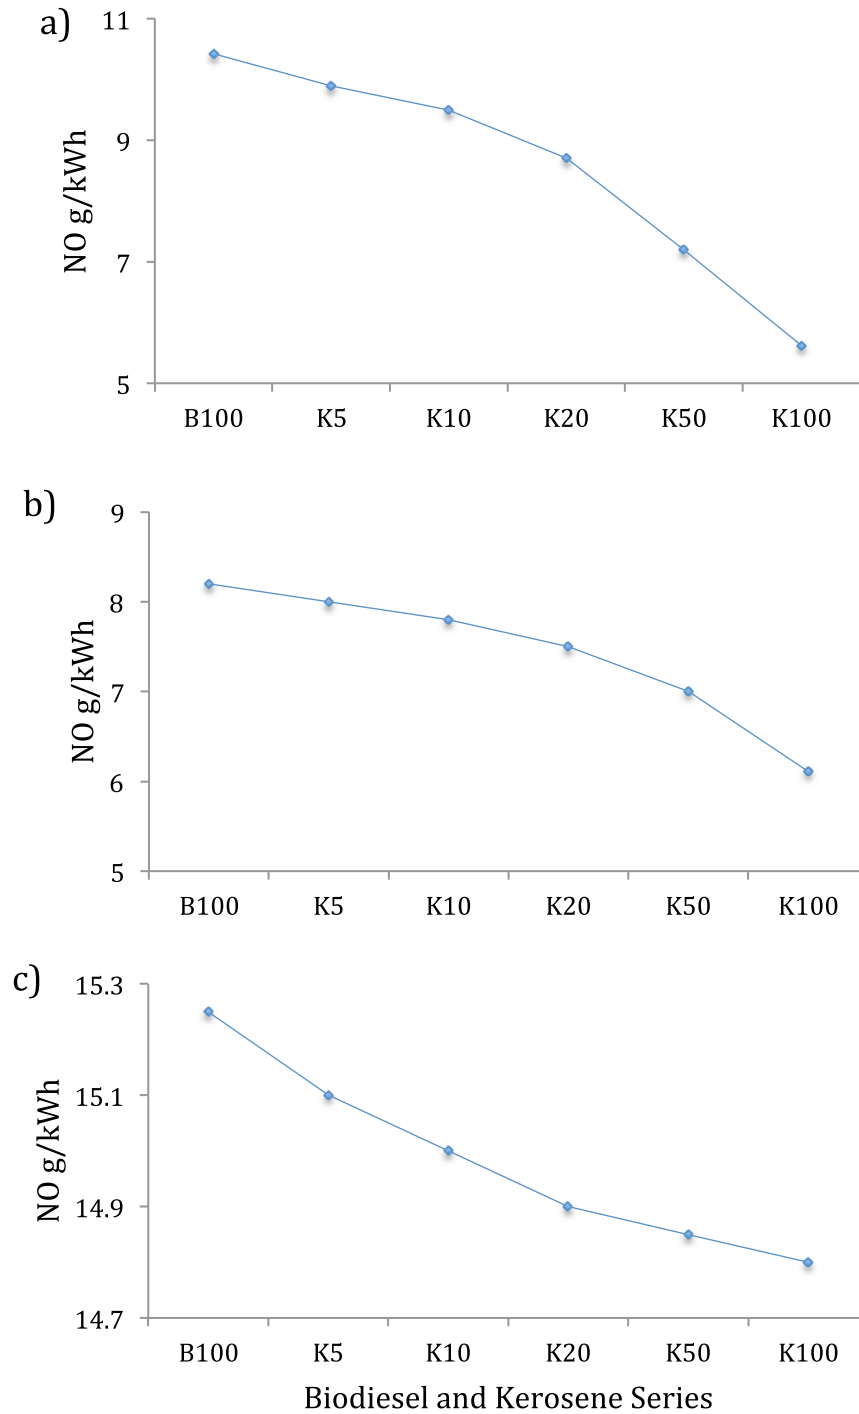 a)
11
9
7
5
NO g/kWh
B100 K5 K10 K20 K50 K100
b)
9
8
7
6
5
NO g/kWh
B100 K5 K10 K20 K50 K100
c)
15.3
15.1
14.9
14.7
NO g/kWh
B100 K5 K10 K20 K50 K100
Biodiesel and Kerosene Series